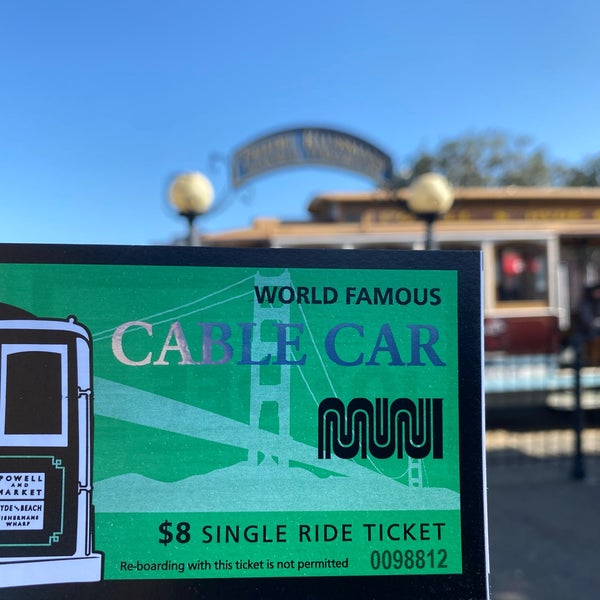 WORLD FAMOUS
CABLE CAR
MUNI
POWELL
AND
MARKET
HYDE AND BEACH
FISHERMANS
WHARF
$8 SINGLE RIDE TICKET
Re-boarding with this ticket is not permitted 0098812